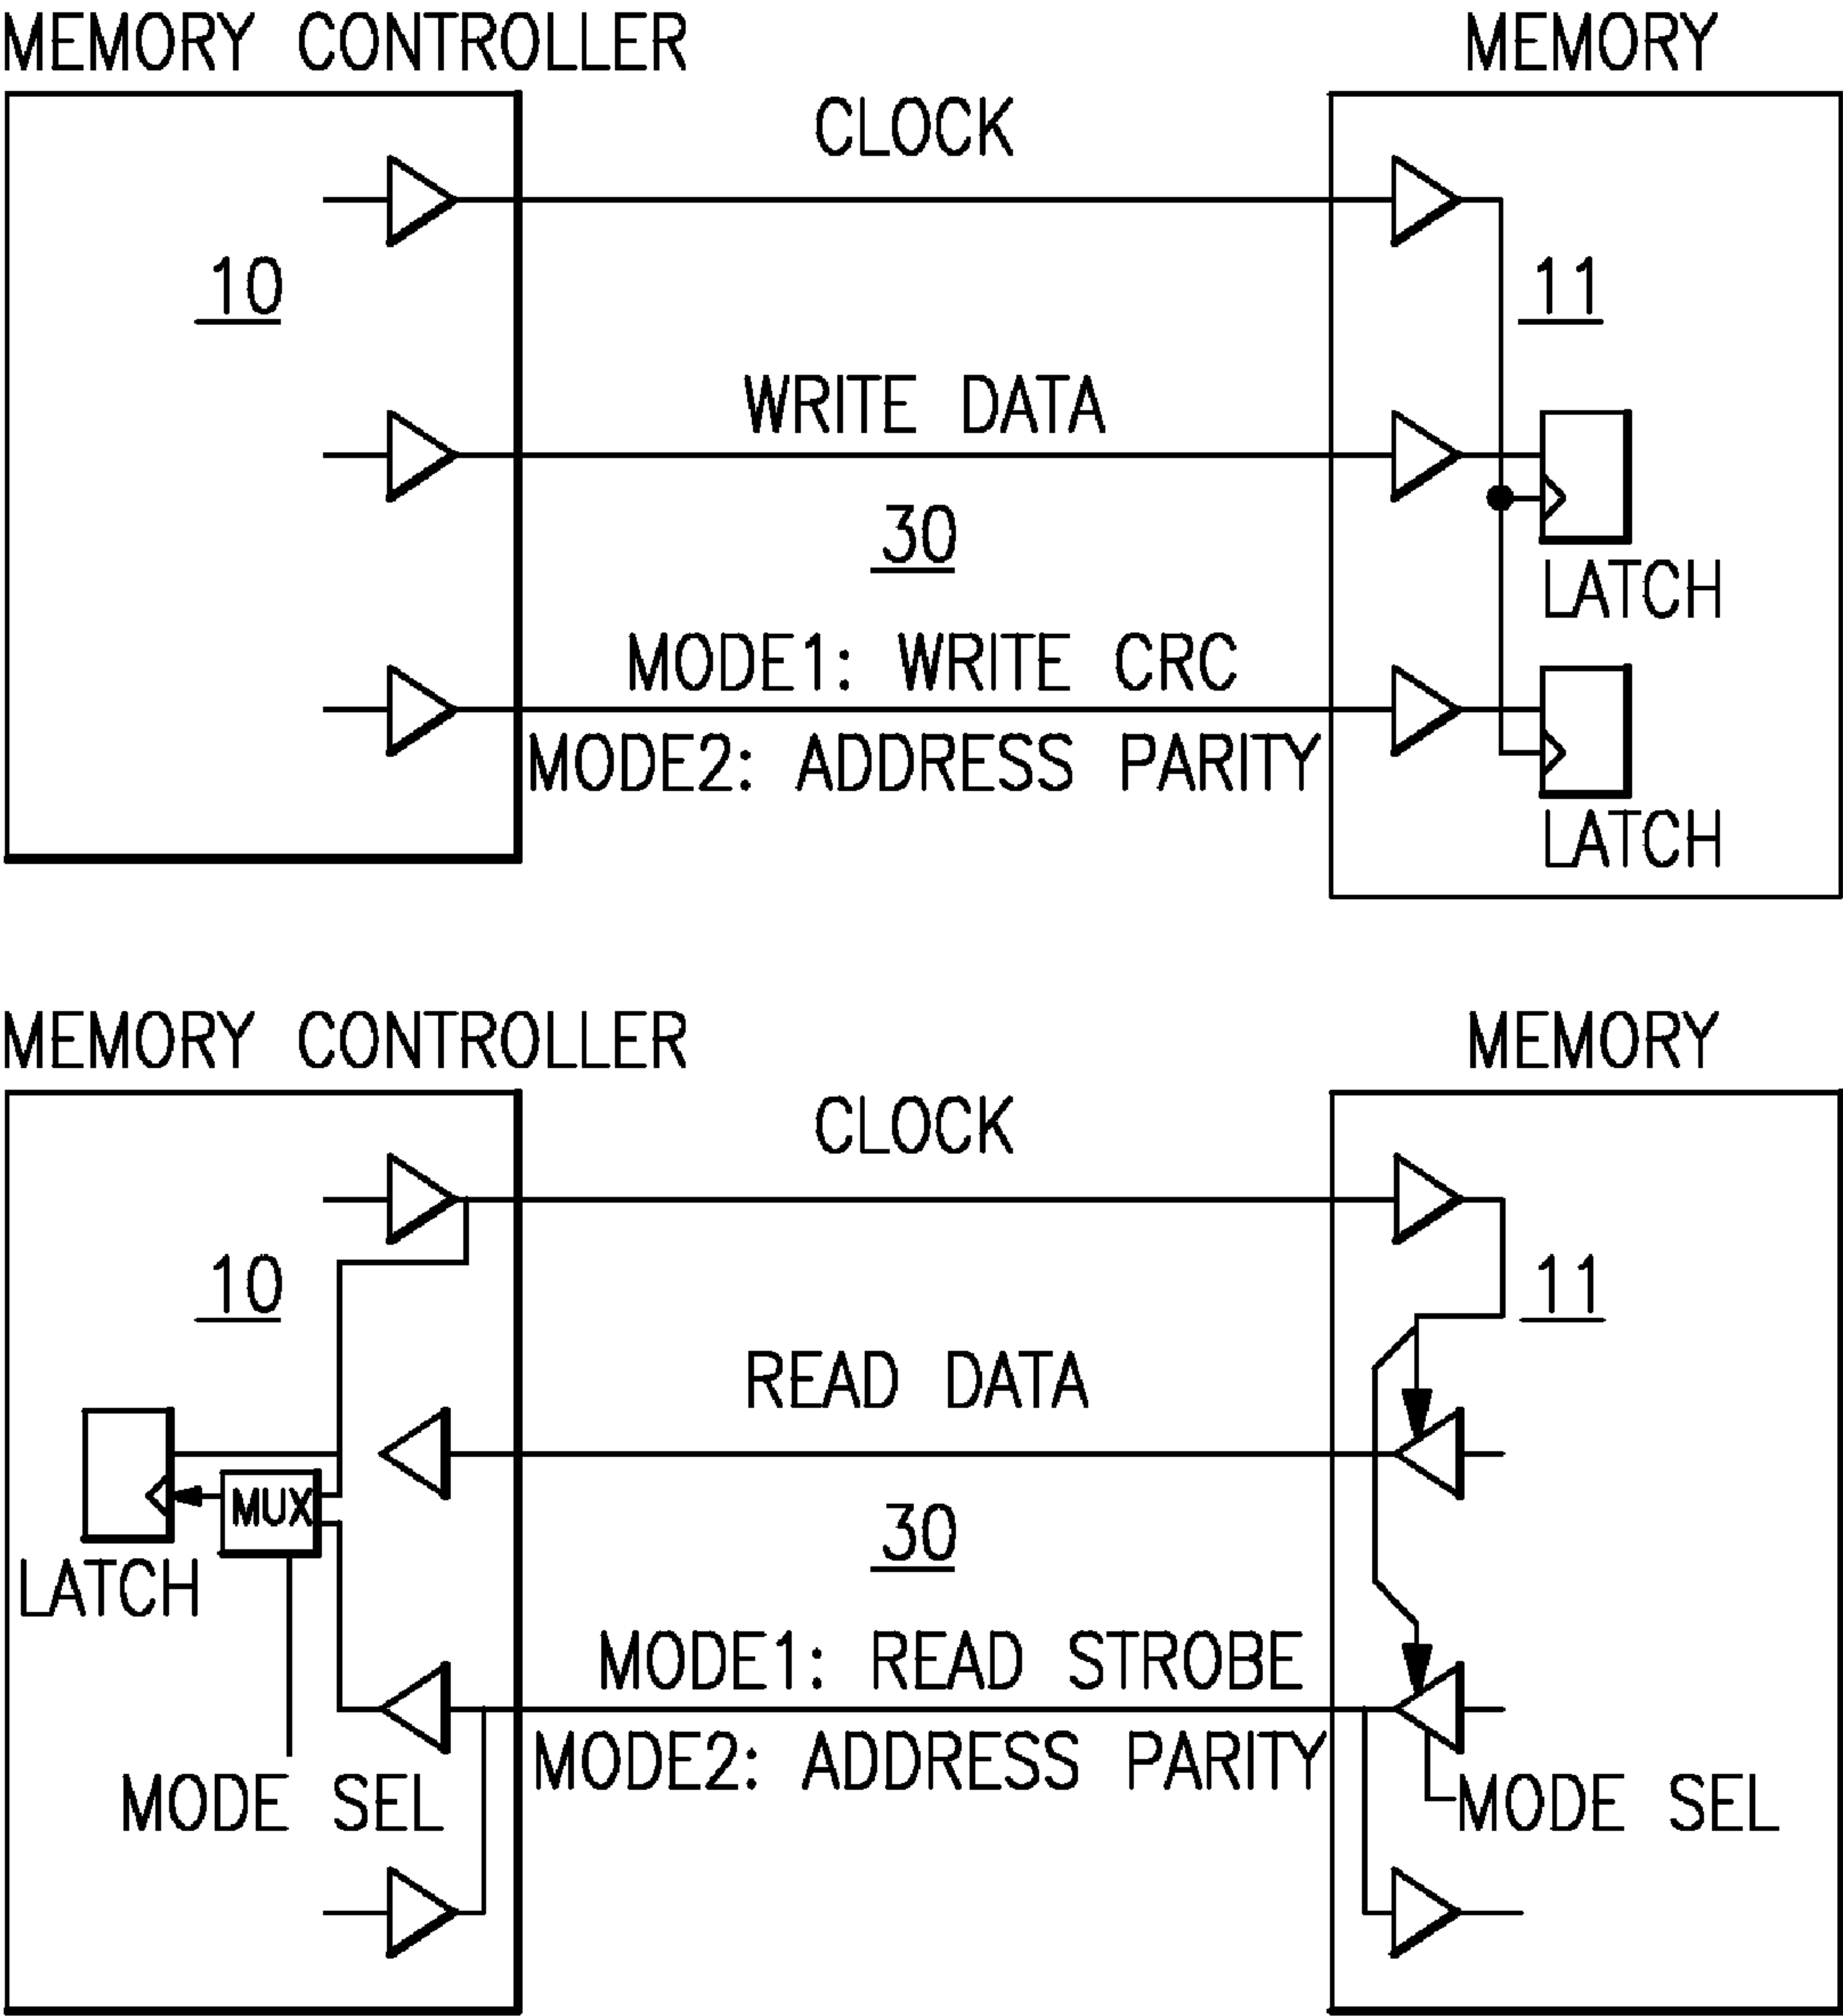 MEMORY CONTROLLER
MEMORY
CLOCK
10
11
WRITE DATA
30
LATCH
MODE1: WRITE CRC
MODE2: ADDRESS PARITY
LATCH
MEMORY CONTROLLER
MEMORY
CLOCK
10
11
READ DATA
MUX
30
LATCH
MODE1: READ STROBE
MODE2: ADDRESS PARITY
MODE SEL
MODE SEL